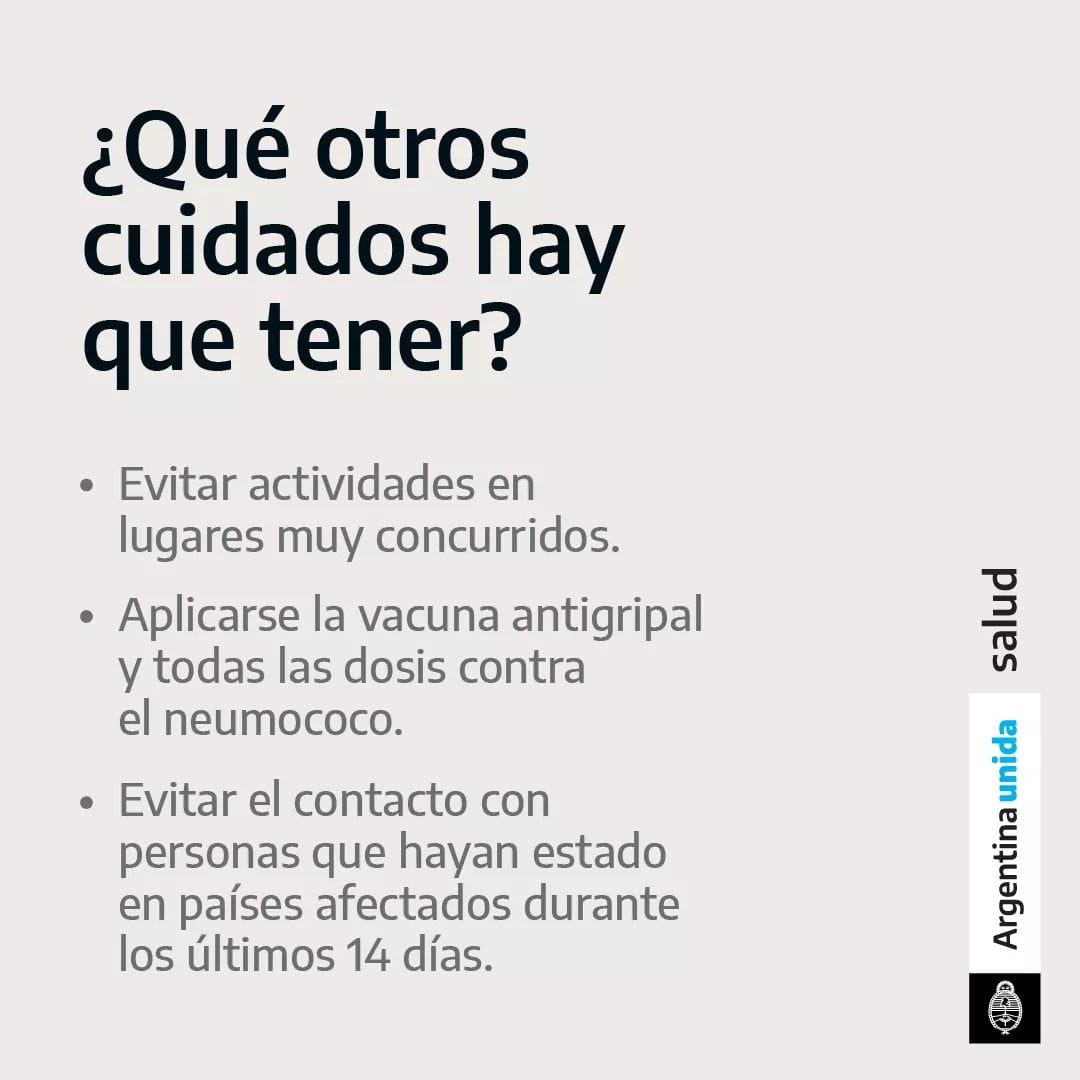 ¿Qué otros
cuidados hay
que tener?
• Evitar actividades en
lugares muy concurridos.
• Aplicarse la vacuna antigripal
y todas las dosis contra
el neumococo.
• Evitar el contacto con
personas que hayan estado
en países afectados durante
los últimos 14 días.
salud
Argentina unida